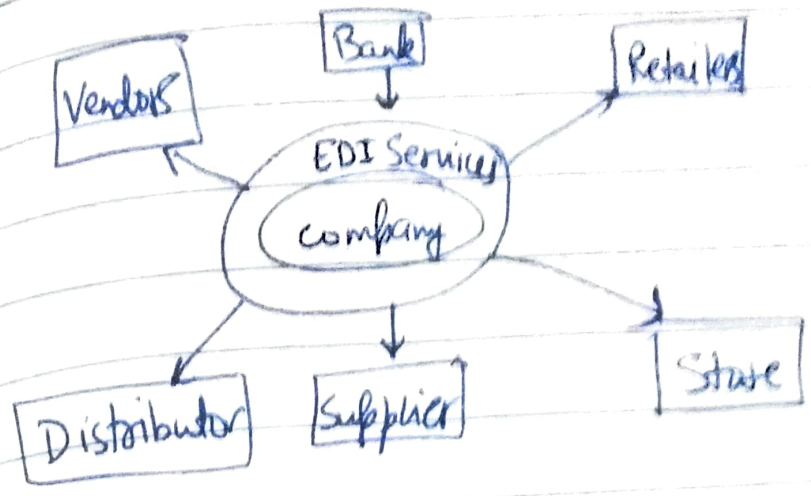 Bank
Vendors
Retailers
EDI Services
Company
Distributor
Supplier
Store